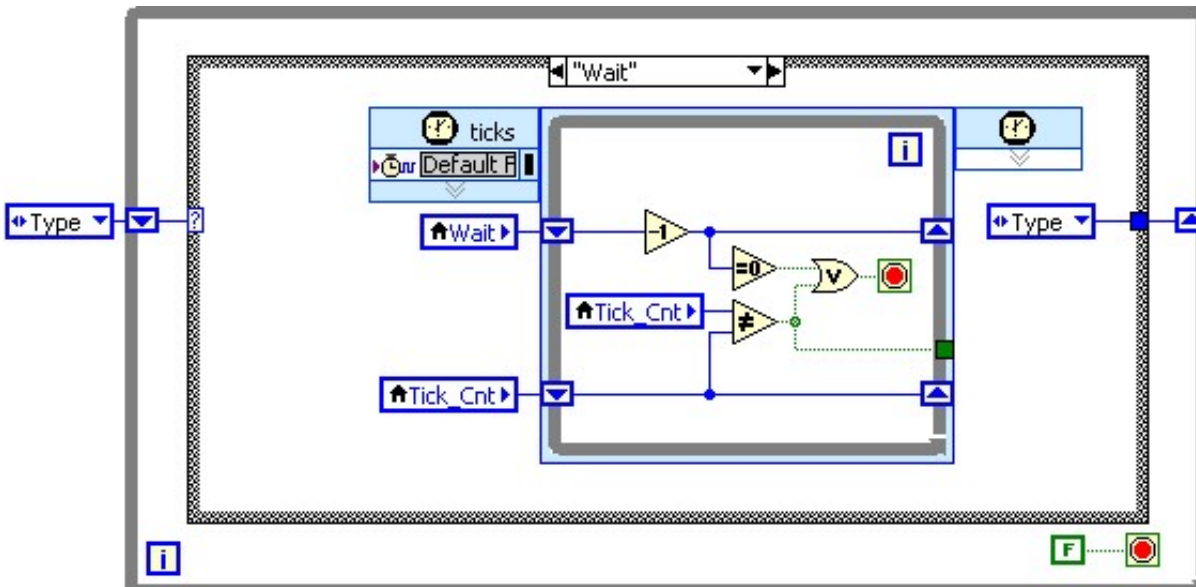 "Wait"
ticks
Default F
Type
?
Wait
i
Type
-1
=0
V
Tick_Cnt
≠
Tick_Cnt
i
F